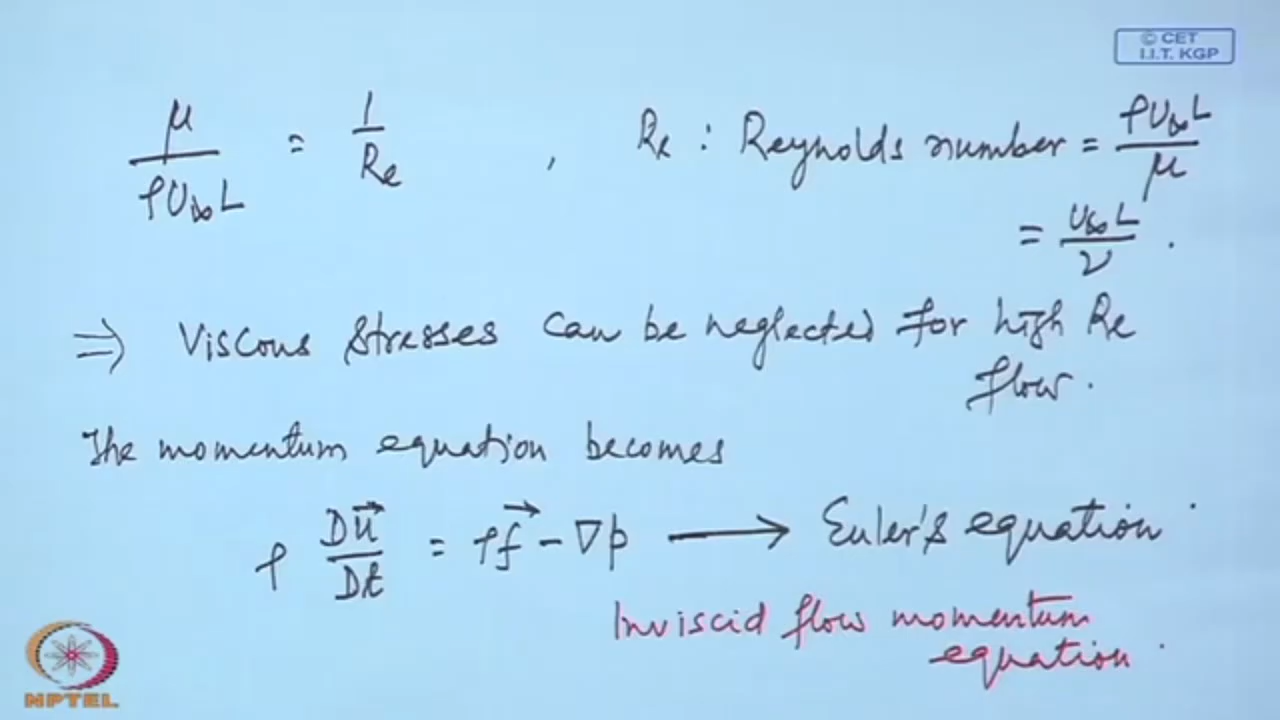 © CET
I.I.T. KGP
μ/ρU∞L = 1/Re , Re : Reynolds number = ρU∞L/μ
= U∞L/ν .
⇒ Viscous stresses can be neglected for high Re
flow.
The momentum equation becomes
ρ Du⃗/Dt = ρf⃗ - ∇p ⟶ Euler's equation.
Inviscid flow momentum
equation.
NPTEL